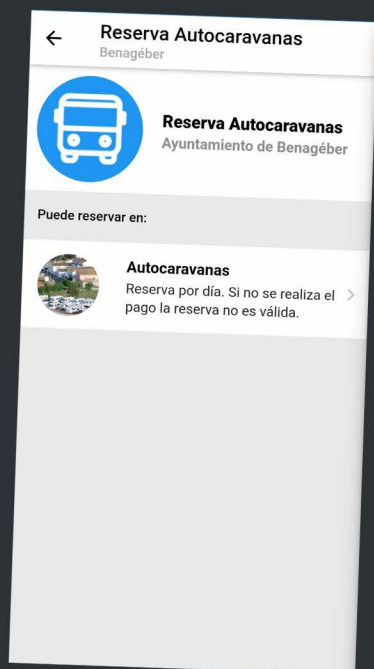 Reserva Autocaravanas
Benagéber
Reserva Autocaravanas
Ayuntamiento de Benagéber
Puede reservar en:
Autocaravanas
Reserva por día. Si no se realiza el
pago la reserva no es válida.